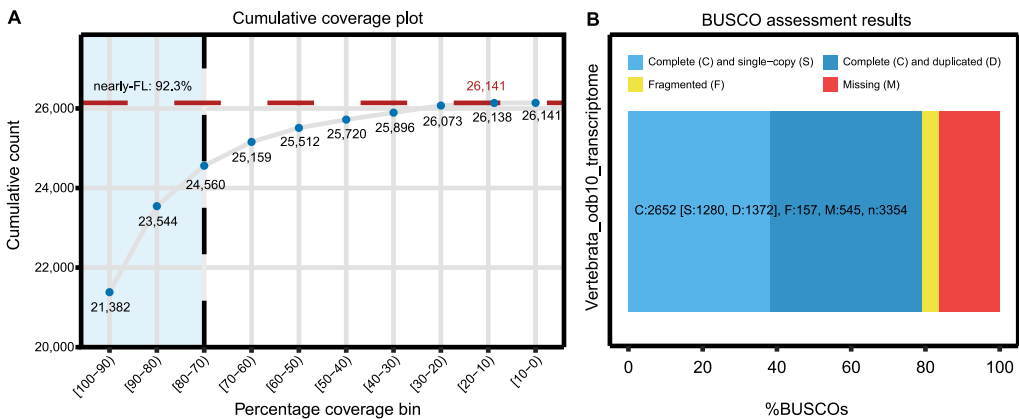 A
Cumulative coverage plot
nearly-FL: 92.3%
26,141
26,000
24,000
22,000
20,000
Cumulative count
21,382
23,544
24,560
25,159
25,512
25,720
25,896
26,073
26,138
26,141
[100−90)
[90−80)
[80−70)
[70−60)
[60−50)
[50−40)
[40−30)
[30−20)
[20−10)
[10−0)
Percentage coverage bin
B
BUSCO assessment results
Complete (C) and single−copy (S)
Complete (C) and duplicated (D)
Fragmented (F)
Missing (M)
Vertebrata_odb10_transcriptome
C:2652 [S:1280, D:1372], F:157, M:545, n:3354
0 20 40 60 80 100
%BUSCOs